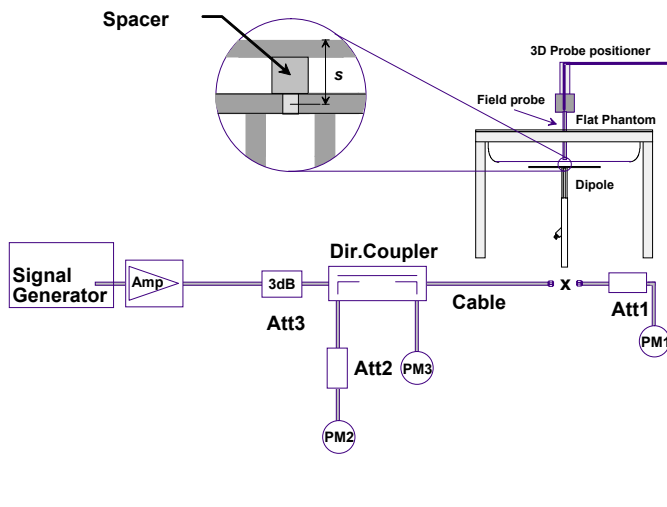 Spacer
s
3D Probe positioner
Field probe
Flat Phantom
Dipole
Signal
Generator
Amp
3dB
Att3
Dir.Coupler
Cable
x
Att1
PM1
Att2
PM3
PM2